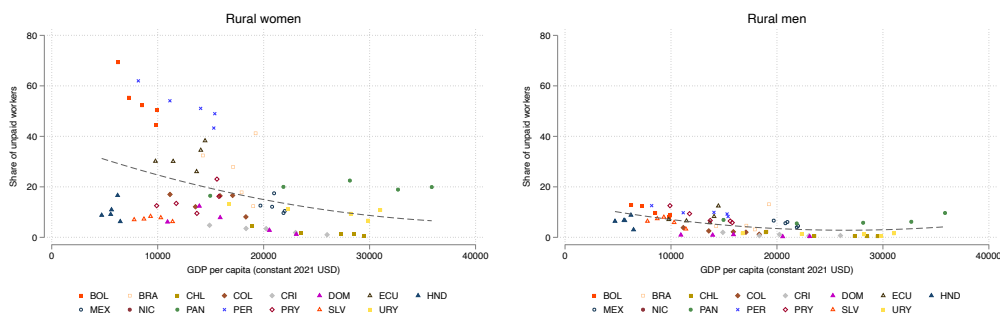 Rural women
80
60
40
20
0
Share of unpaid workers
0 10000 20000 30000 40000
GDP per capita (constant 2021 USD)
BOL BRA CHL COL CRI DOM ECU HND
MEX NIC PAN PER PRY SLV URY
Rural men
80
60
40
20
0
Share of unpaid workers
0 10000 20000 30000 40000
GDP per capita (constant 2021 USD)
BOL BRA CHL COL CRI DOM ECU HND
MEX NIC PAN PER PRY SLV URY